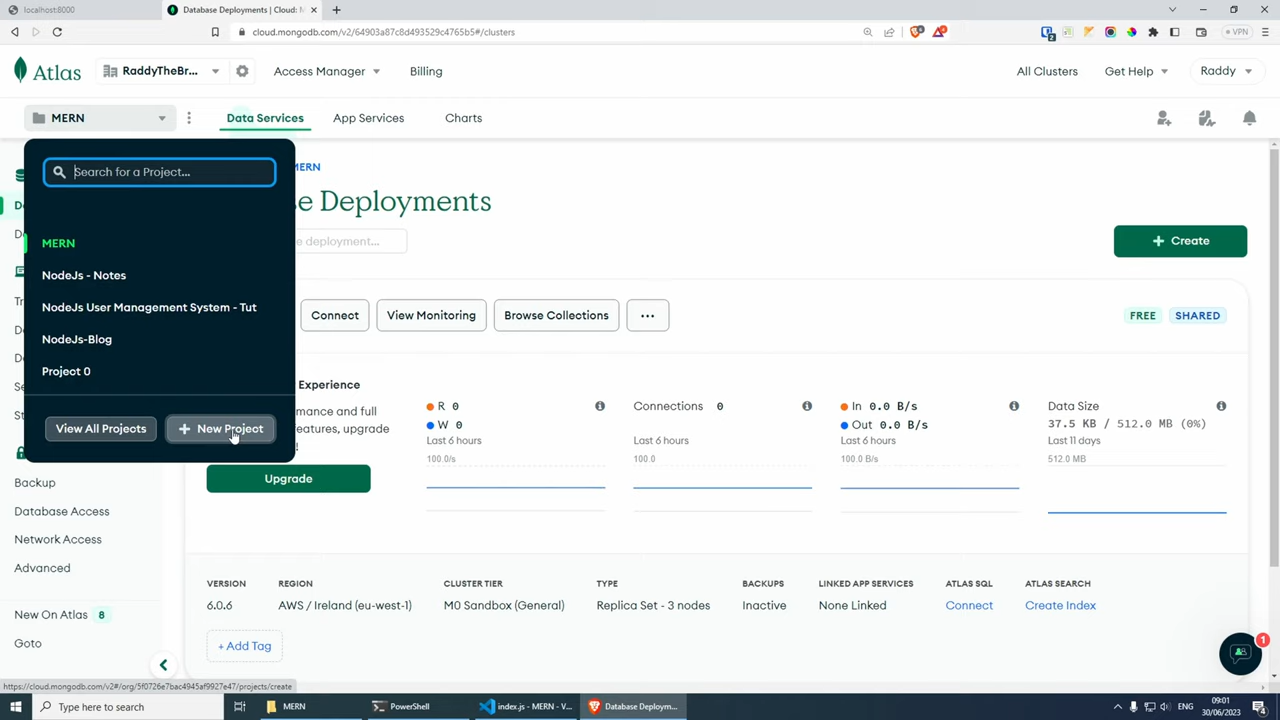 localhost:8000
Database Deployments | Cloud: M
cloud.mongodb.com/v2/64903a87c8d493529c4765b5#/clusters
2
VPN
Atlas
RaddyTheBr...
Access Manager
Billing
All Clusters
Get Help
Raddy
MERN
Data Services
App Services
Charts
Search for a Project...
MERN
NodeJs - Notes
NodeJs User Management System - Tut
NodeJs-Blog
Project 0
View All Projects
+ New Project
MERN
e Deployments
e deployment...
+ Create
Connect
View Monitoring
Browse Collections
...
FREE
SHARED
Experience
mance and full
eatures, upgrade
!
Upgrade
R 0
W 0
Last 6 hours
100.0/s
Connections 0
Last 6 hours
100.0
In 0.0 B/s
Out 0.0 B/s
Last 6 hours
100.0 B/s
Data Size
37.5 KB / 512.0 MB (0%)
Last 11 days
512.0 MB
De
D
Tr
D
D
Se
St
Backup
Database Access
Network Access
Advanced
New On Atlas 8
Goto
VERSION
6.0.6
REGION
AWS / Ireland (eu-west-1)
CLUSTER TIER
M0 Sandbox (General)
TYPE
Replica Set - 3 nodes
BACKUPS
Inactive
LINKED APP SERVICES
None Linked
ATLAS SQL
Connect
ATLAS SEARCH
Create Index
+ Add Tag
1
https://cloud.mongodb.com/v2#/org/5f0726e7bac4945af9927e47/projects/create
Type here to search
MERN
PowerShell
index.js - MERN - V...
Database Deploym...
ENG
09:01
30/06/2023
4